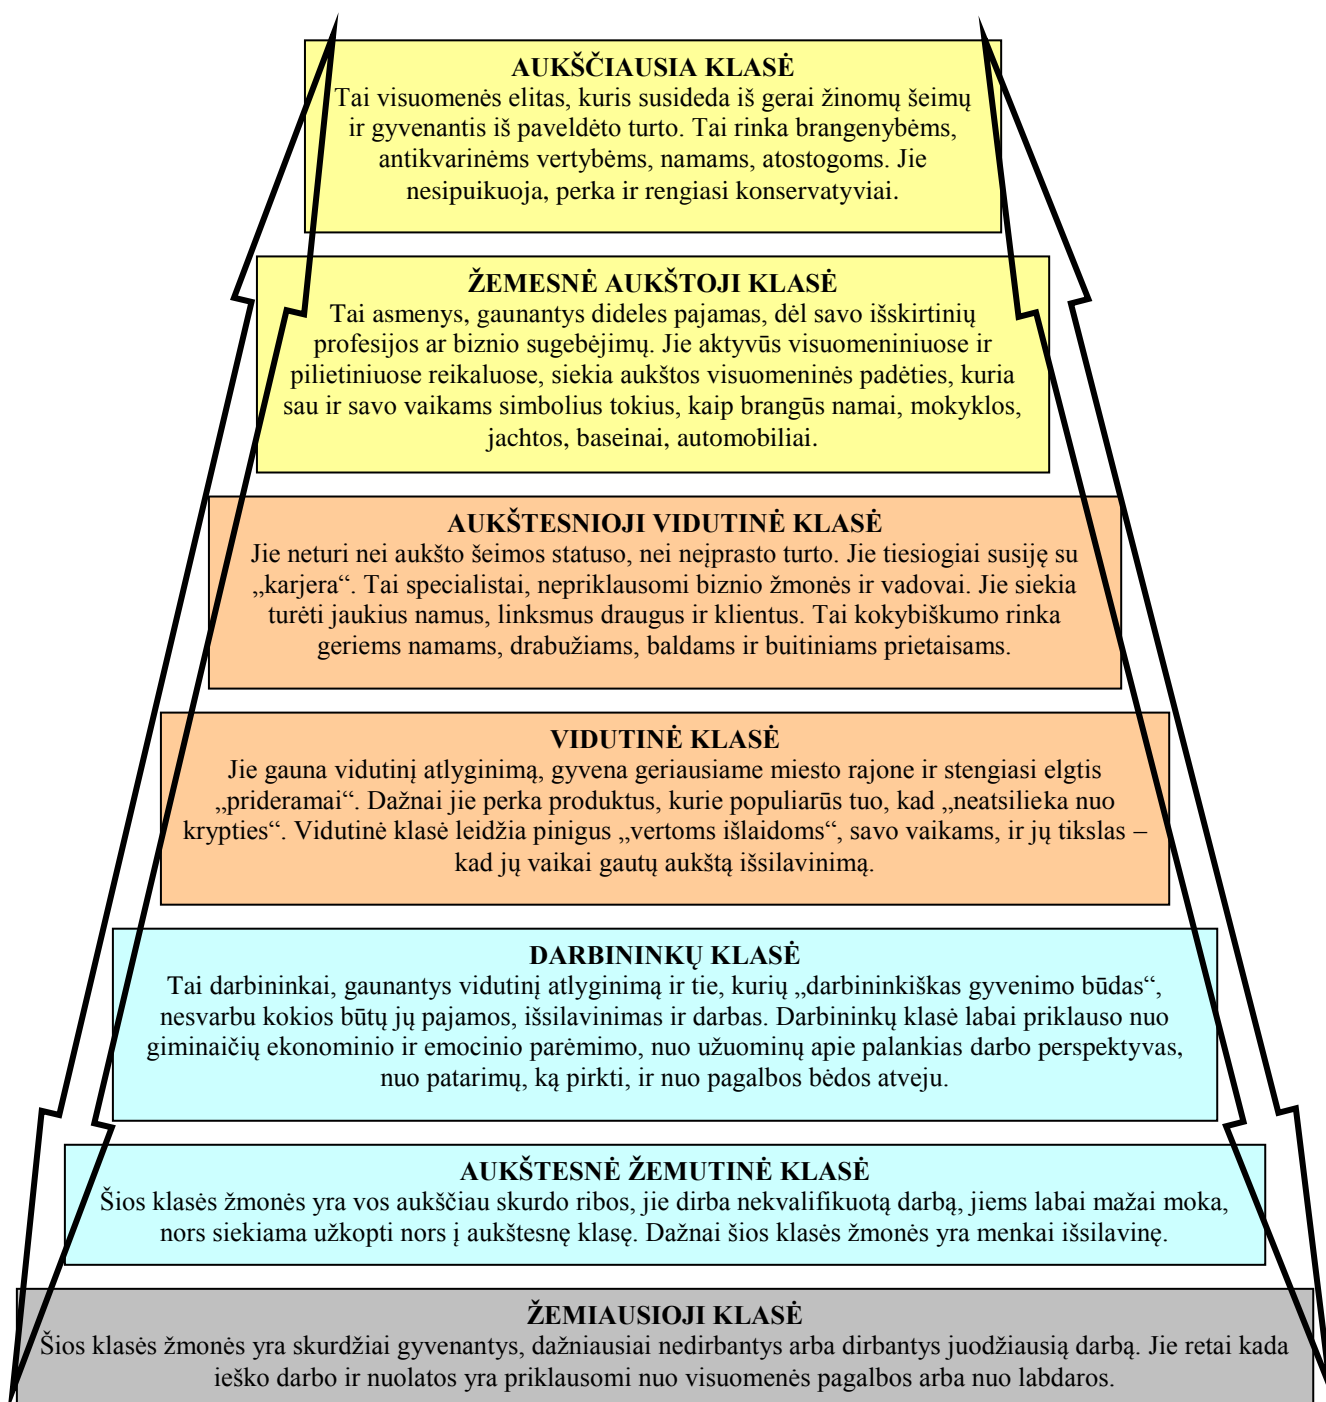 AUKŠČIAUSIA KLASĖ
Tai visuomenės elitas, kuris susideda iš gerai žinomų šeimų
ir gyvenantis iš paveldėto turto. Tai rinka brangenybėms,
antikvarinėms vertybėms, namams, atostogoms. Jie
nesipuikuoja, perka ir rengiasi konservatyviai.
ŽEMESNĖ AUKŠTOJI KLASĖ
Tai asmenys, gaunantys dideles pajamas, dėl savo išskirtinių
profesijos ar biznio sugebėjimų. Jie aktyvūs visuomeniniuose ir
pilietiniuose reikaluose, siekia aukštos visuomeninės padėties, kuria
sau ir savo vaikams simbolius tokius, kaip brangūs namai, mokyklos,
jachtos, baseinai, automobiliai.
AUKŠTESNIOJI VIDUTINĖ KLASĖ
Jie neturi nei aukšto šeimos statuso, nei neįprasto turto. Jie tiesiogiai susiję su
„karjera“. Tai specialistai, nepriklausomi biznio žmonės ir vadovai. Jie siekia
turėti jaukius namus, linksmus draugus ir klientus. Tai kokybiškumo rinka
geriems namams, drabužiams, baldams ir buitiniams prietaisams.
VIDUTINĖ KLASĖ
Jie gauna vidutinį atlyginimą, gyvena geriausiame miesto rajone ir stengiasi elgtis
„prideramai“. Dažnai jie perka produktus, kurie populiarūs tuo, kad „neatsilieka nuo
krypties“. Vidutinė klasė leidžia pinigus „vertoms išlaidoms“, savo vaikams, ir jų tikslas –
kad jų vaikai gautų aukštą išsilavinimą.
DARBININKŲ KLASĖ
Tai darbininkai, gaunantys vidutinį atlyginimą ir tie, kurių „darbininkiškas gyvenimo būdas“,
nesvarbu kokios būtų jų pajamos, išsilavinimas ir darbas. Darbininkų klasė labai priklauso nuo
giminaičių ekonominio ir emocinio parėmimo, nuo užuominų apie palankias darbo perspektyvas,
nuo patarimų, ką pirkti, ir nuo pagalbos bėdos atveju.
AUKŠTESNĖ ŽEMUTINĖ KLASĖ
Šios klasės žmonės yra vos aukščiau skurdo ribos, jie dirba nekvalifikuotą darbą, jiems labai mažai moka,
nors siekiama užkopti nors į aukštesnę klasę. Dažnai šios klasės žmonės yra menkai išsilavinę.
ŽEMIAUSIOJI KLASĖ
Šios klasės žmonės yra skurdžiai gyvenantys, dažniausiai nedirbantys arba dirbantys juodžiausią darbą. Jie retai kada
ieško darbo ir nuolatos yra priklausomi nuo visuomenės pagalbos arba nuo labdaros.